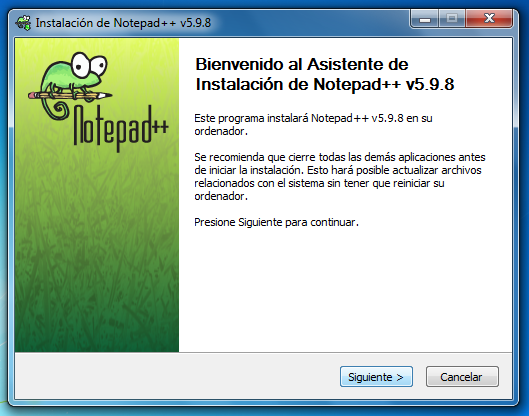 Instalación de Notepad++ v5.9.8
Notepad++
Bienvenido al Asistente de
Instalación de Notepad++ v5.9.8
Este programa instalará Notepad++ v5.9.8 en su
ordenador.
Se recomienda que cierre todas las demás aplicaciones antes
de iniciar la instalación. Esto hará posible actualizar archivos
relacionados con el sistema sin tener que reiniciar su
ordenador.
Presione Siguiente para continuar.
Siguiente >
Cancelar